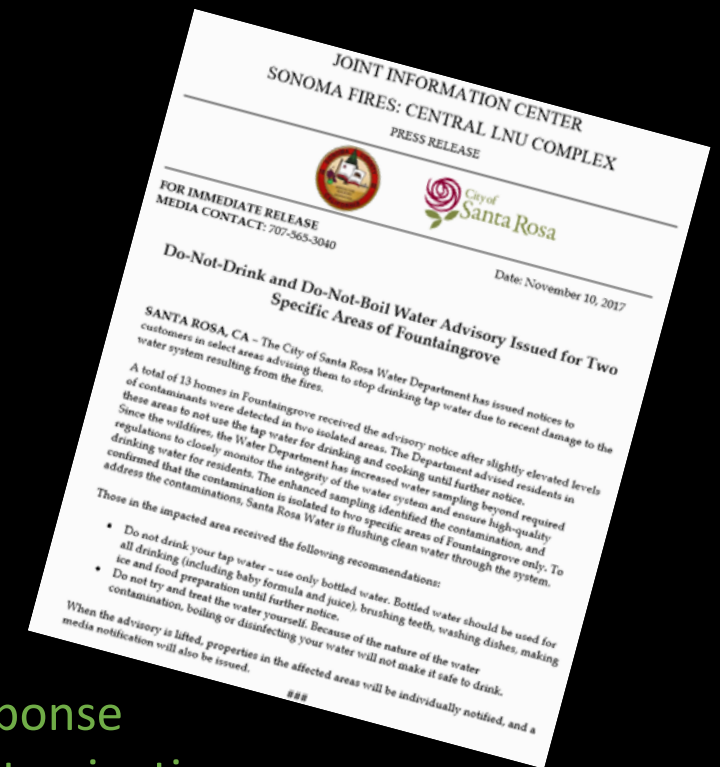 JOINT INFORMATION CENTER
SONOMA FIRES: CENTRAL LNU COMPLEX
PRESS RELEASE
City of
Santa Rosa
FOR IMMEDIATE RELEASE
MEDIA CONTACT: 707-565-3040
Date: November 10, 2017
Do-Not-Drink and Do-Not-Boil Water Advisory Issued for Two
Specific Areas of Fountaingrove
SANTA ROSA, CA – The City of Santa Rosa Water Department has issued notices to
customers in select areas advising them to stop drinking tap water due to recent damage to the
water system resulting from the fires.
A total of 13 homes in Fountaingrove received the advisory notice after slightly elevated levels
of contaminants were detected in two isolated areas. The Department advised residents in
these areas to not use the tap water for drinking and cooking until further notice.
Since the wildfires, the Water Department has increased water sampling beyond required
regulations to closely monitor the integrity of the water system and ensure high-quality
drinking water for residents. The enhanced sampling identified the contamination, and
confirmed that the contamination is isolated to two specific areas of Fountaingrove only. To
address the contaminations, Santa Rosa Water is flushing clean water through the system.
Those in the impacted area received the following recommendations:
• Do not drink your tap water – use only bottled water. Bottled water should be used for
all drinking (including baby formula and juice), brushing teeth, washing dishes, making
ice and food preparation until further notice.
• Do not try and treat the water yourself. Because of the nature of the water
contamination, boiling or disinfecting your water will not make it safe to drink.
When the advisory is lifted, properties in the affected areas will be individually notified, and a
media notification will also be issued.
###
ponse